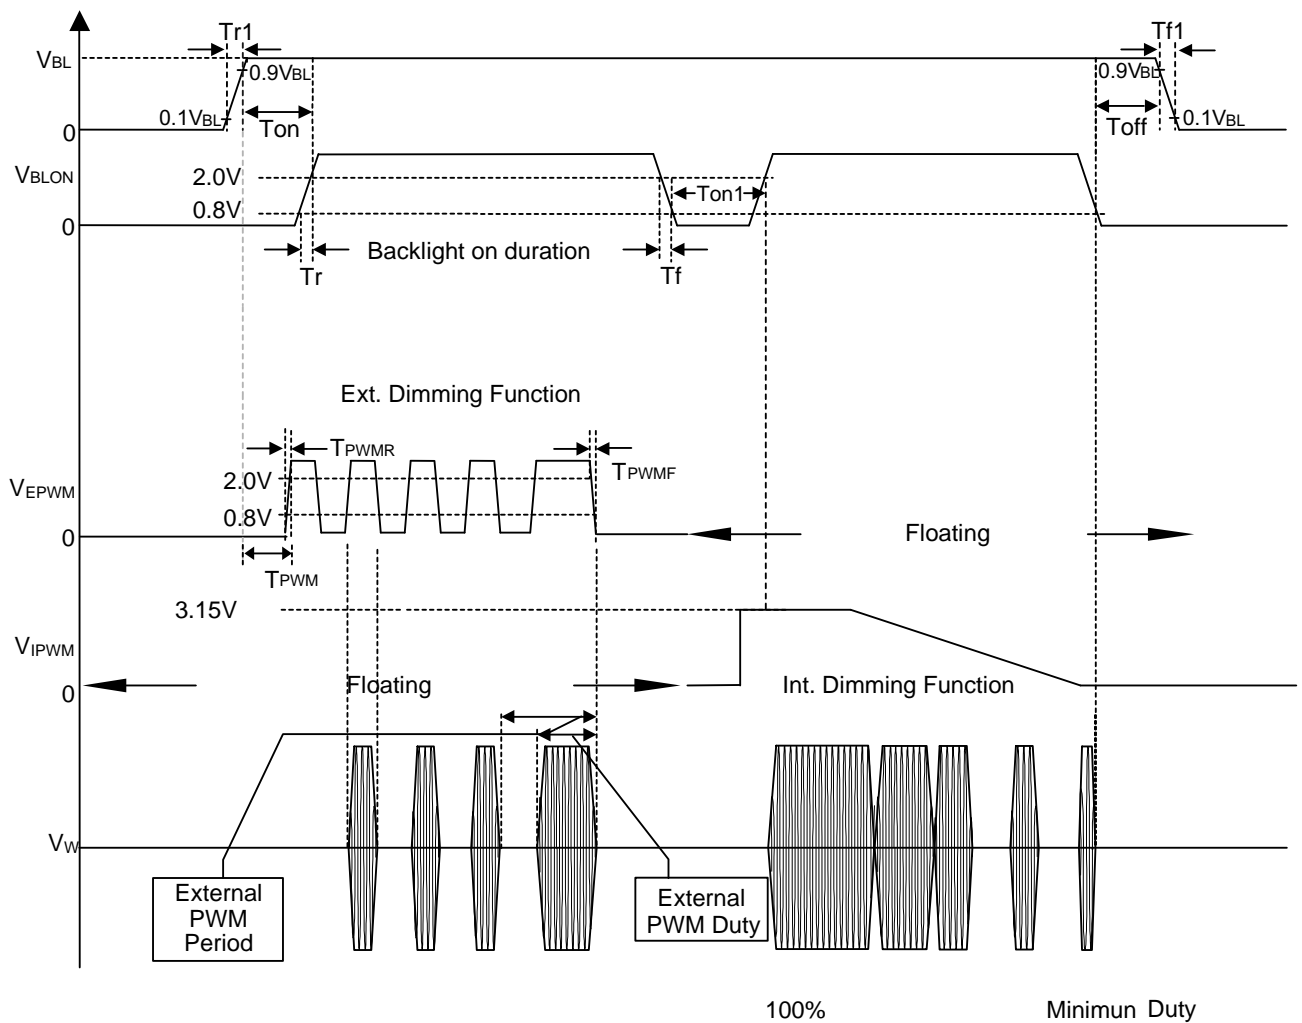 Tr1
Tf1
VBL
0.9VBL
0.9VBL
0.1VBL
0.1VBL
0
Ton
Toff
VBLON
2.0V
Ton1
0.8V
0
Backlight on duration
Tr
Tf
Ext. Dimming Function
TPWMR
TPWMF
2.0V
VEPWM
0.8V
0
Floating
TPWM
3.15V
VIPWM
0
Floating
Int. Dimming Function
VW
External
PWM
Period
External
PWM Duty
100%
Minimun Duty